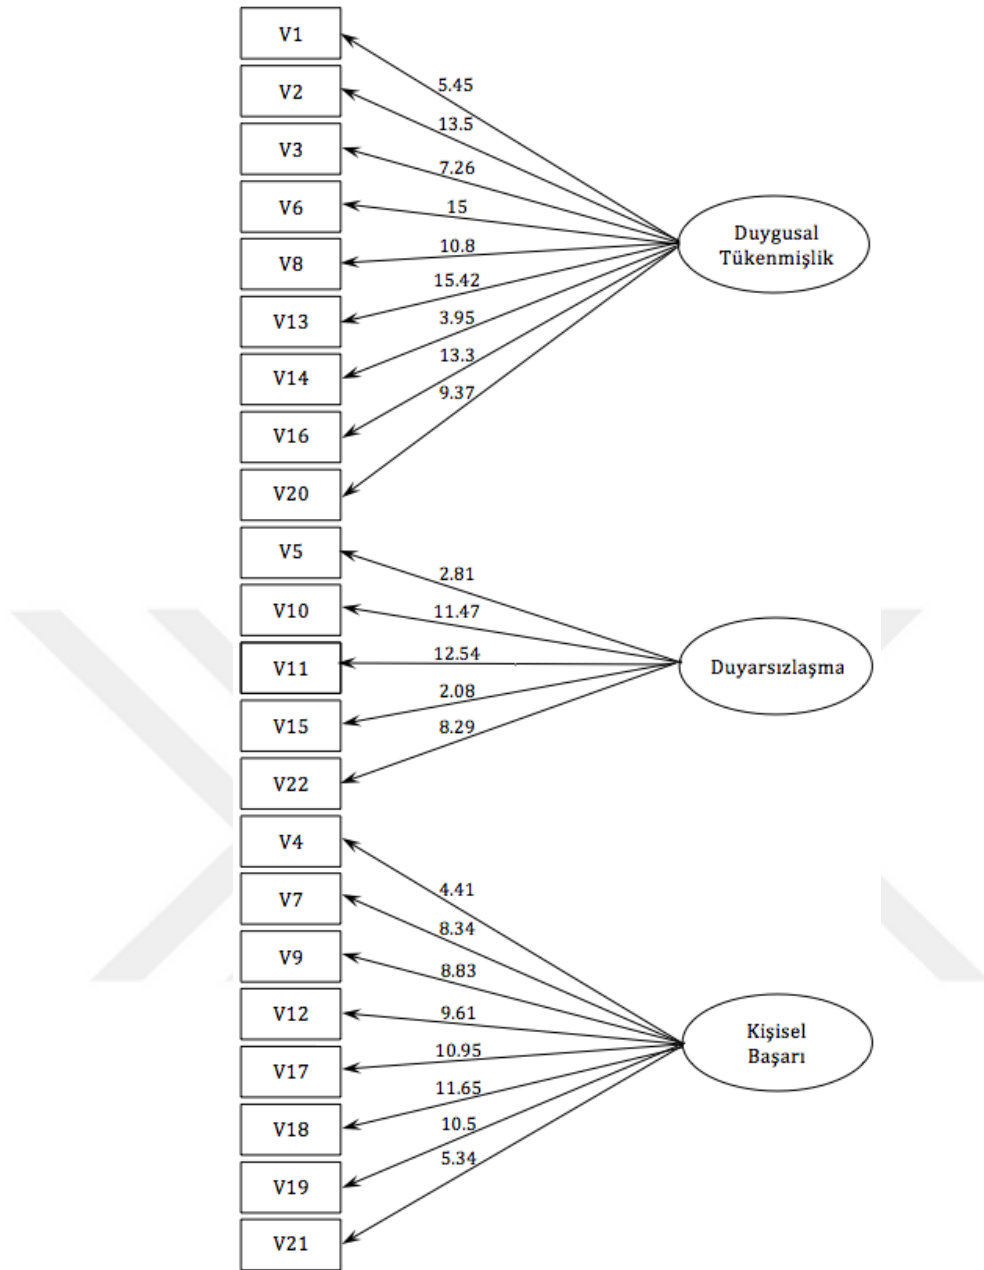 V1
5.45
V2
13.5
V3
7.26
V6
15
V8
10.8
V13
15.42
V14
3.95
V16
13.3
V20
9.37
Duygusal
Tükenmişlik
V5
2.81
V10
11.47
V11
12.54
V15
2.08
V22
8.29
Duyarsızlaşma
V4
4.41
V7
8.34
V9
8.83
V12
9.61
V17
10.95
V18
11.65
V19
10.5
V21
5.34
Kişisel
Başarı